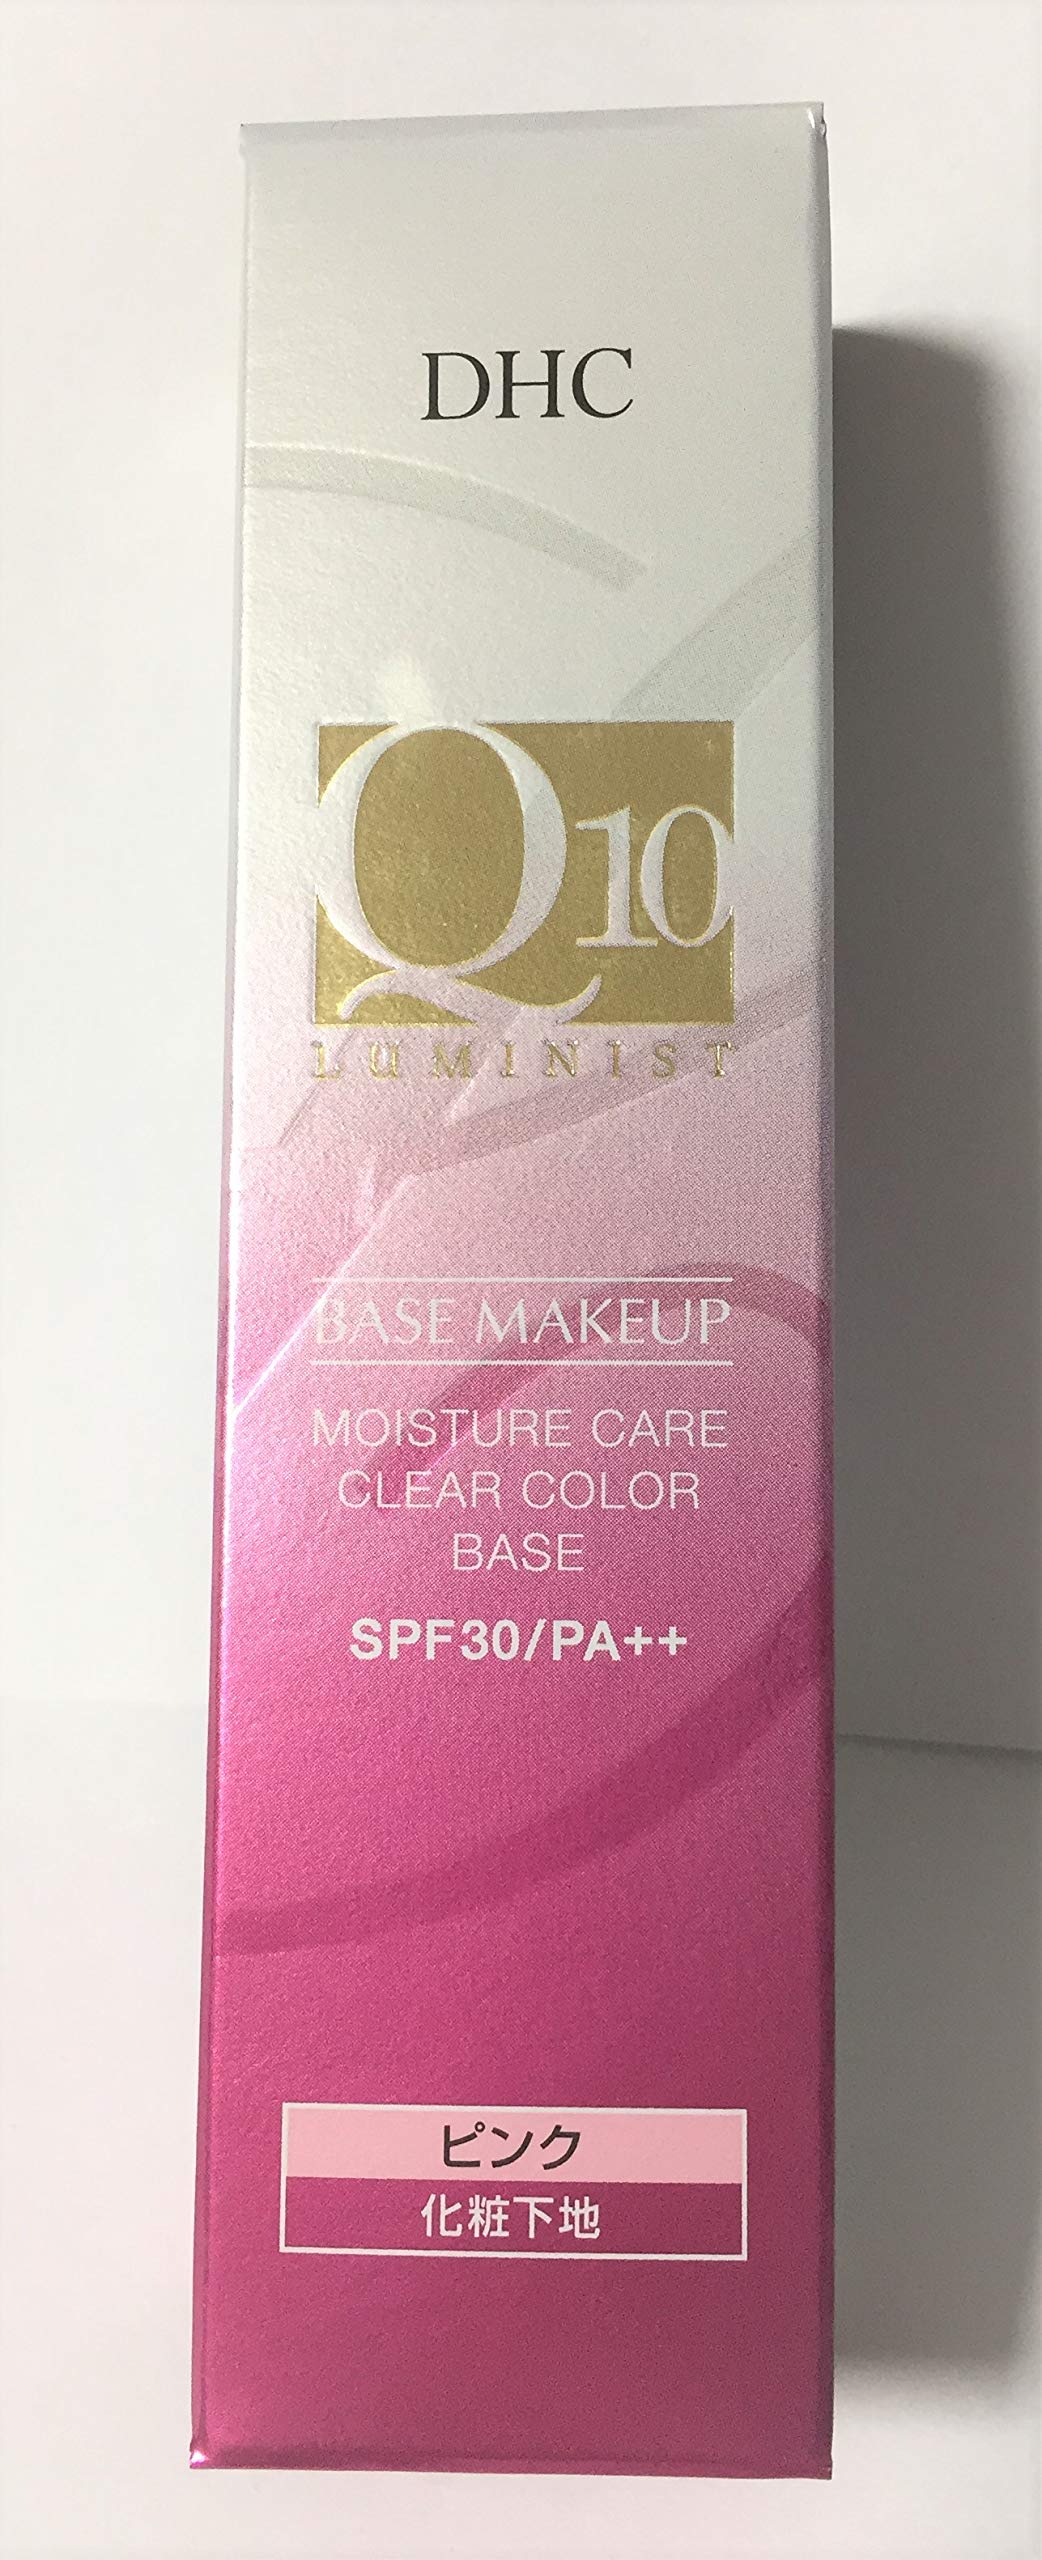 DHC
Q10
LUMINIST
BASE MAKEUP
MOISTURE CARE
CLEAR COLOR
BASE
SPF30/PA++
ピンク
化粧下地